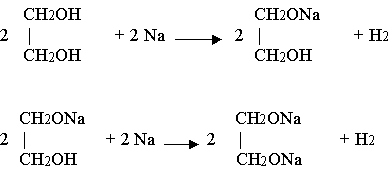 CH2OH CH2ONa
2 | + 2 Na ⟶ 2 | + H2
CH2OH CH2OH
CH2ONa CH2ONa
2 | + 2 Na ⟶ 2 | + H2
CH2OH CH2ONa